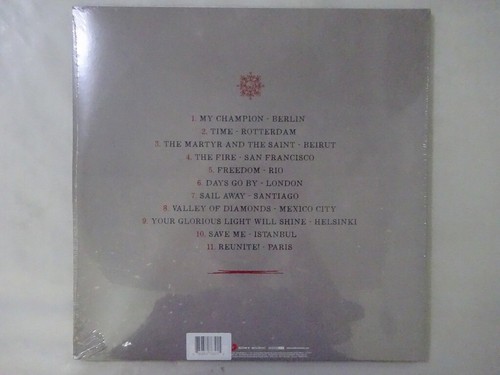 1. MY CHAMPION - BERLIN
2. TIME - ROTTERDAM
3. THE MARTYR AND THE SAINT - BEIRUT
4. THE FIRE - SAN FRANCISCO
5. FREEDOM - RIO
6. DAYS GO BY - LONDON
7. SAIL AWAY - SANTIAGO
8. VALLEY OF DIAMONDS - MEXICO CITY
9. YOUR GLORIOUS LIGHT WILL SHINE - HELSINKI
10. SAVE ME - ISTANBUL
11. REUNITE! - PARIS